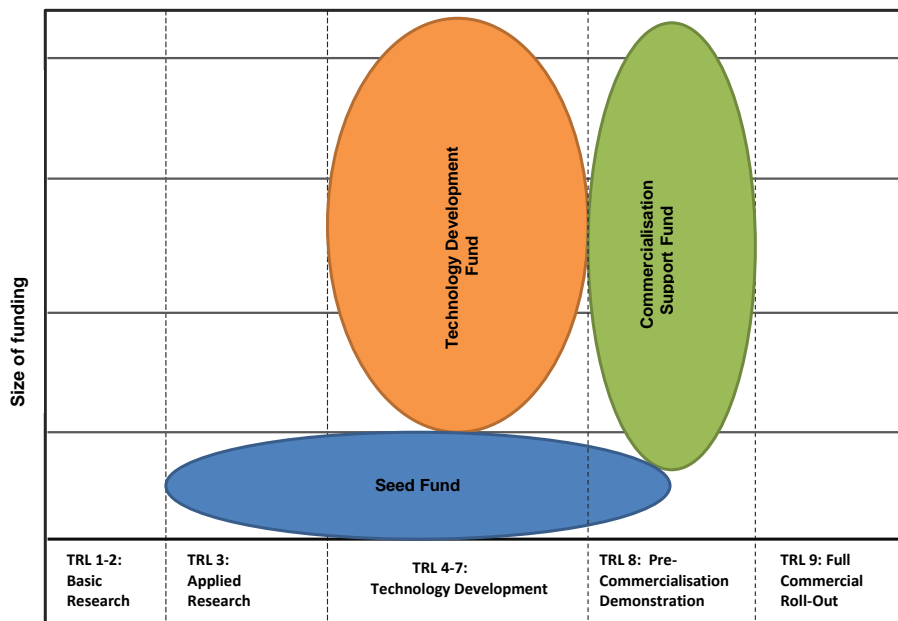 Size of funding
Technology Development
Fund
Commercialisation
Support Fund
Seed Fund
TRL 1-2:
Basic
Research
TRL 3:
Applied
Research
TRL 4-7:
Technology Development
TRL 8:  Pre-
Commercialisation
Demonstration
TRL 9: Full
Commercial
Roll-Out